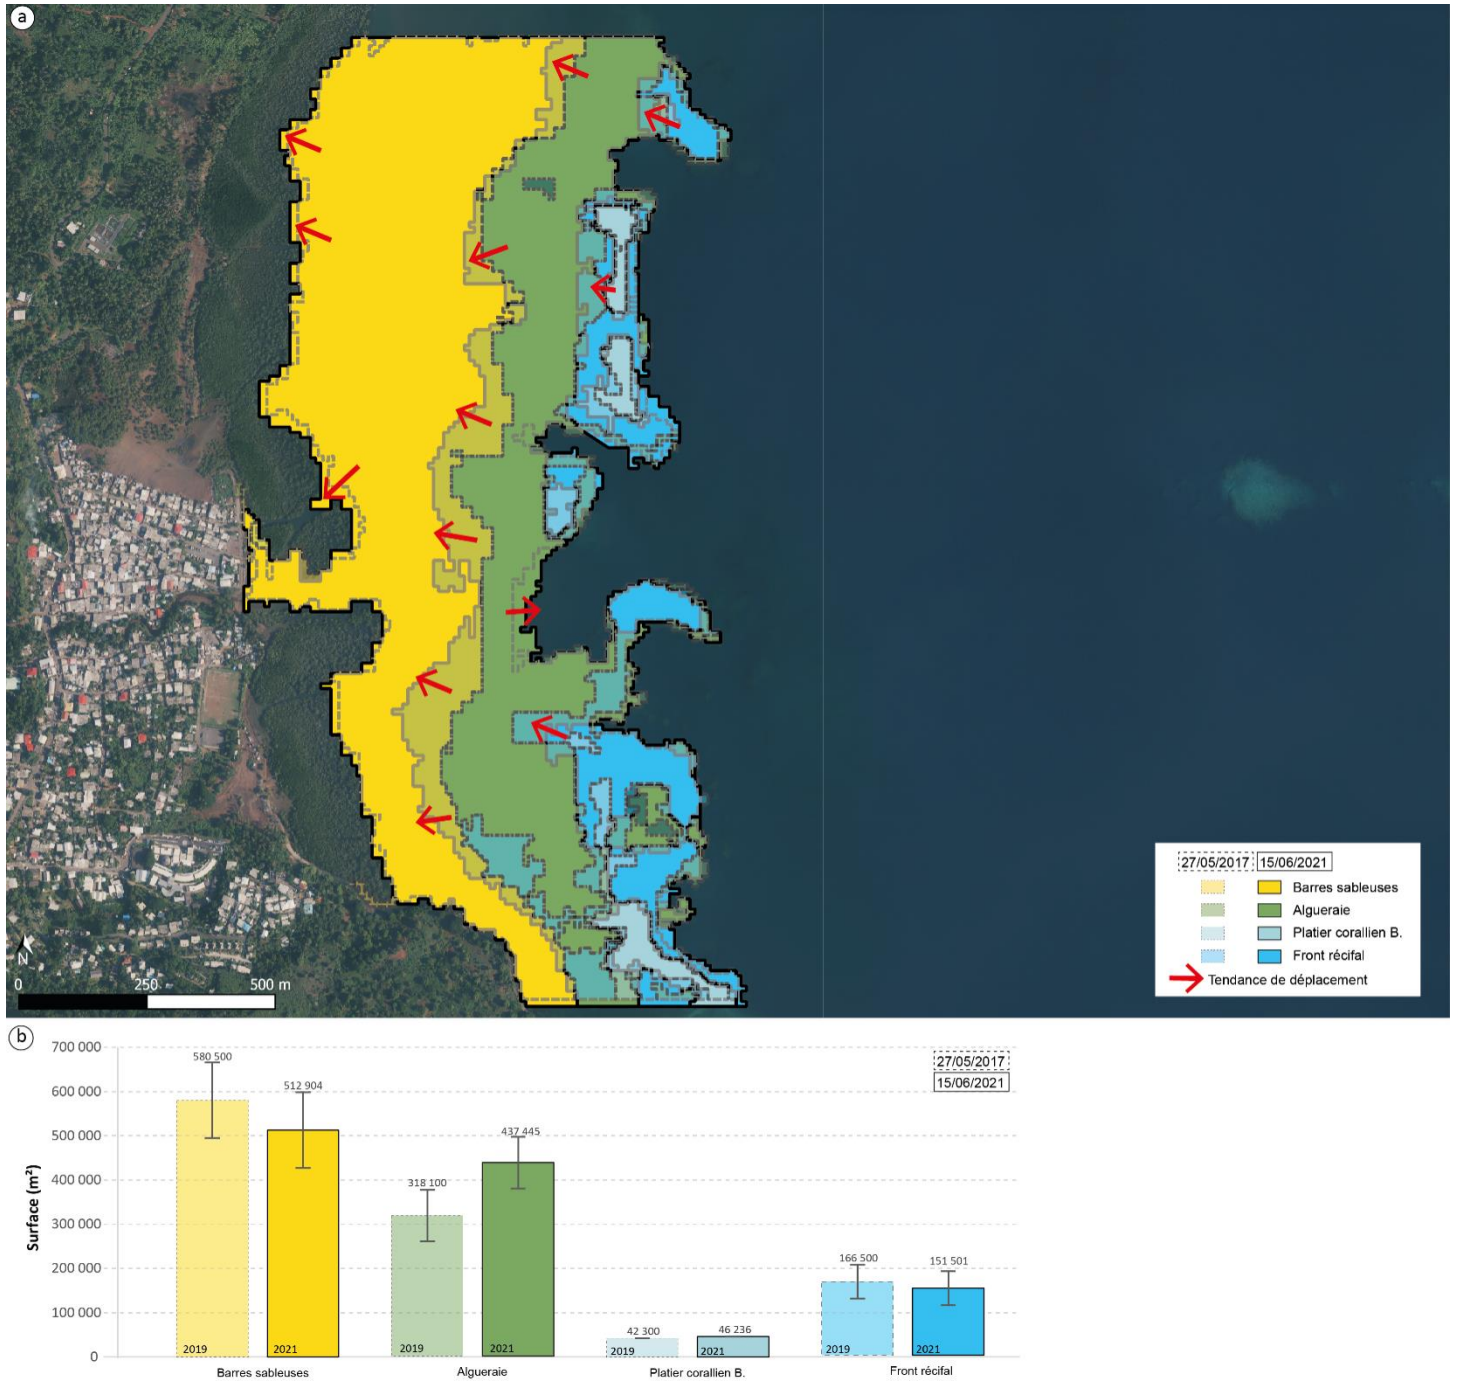 a
27/05/2017 15/06/2021
Barres sableuses
Algueraie
Platier corallien B.
Front récifal
Tendance de déplacement
N
0 250 500 m
b
700 000
600 000
500 000
400 000
300 000
200 000
100 000
0
Surface (m²)
27/05/2017
15/06/2021
580 500
512 904
318 100
437 445
42 300
46 236
166 500
151 501
2019 2021 2019 2021 2019 2021 2019 2021
Barres sableuses Algueraie Platier corallien B. Front récifal